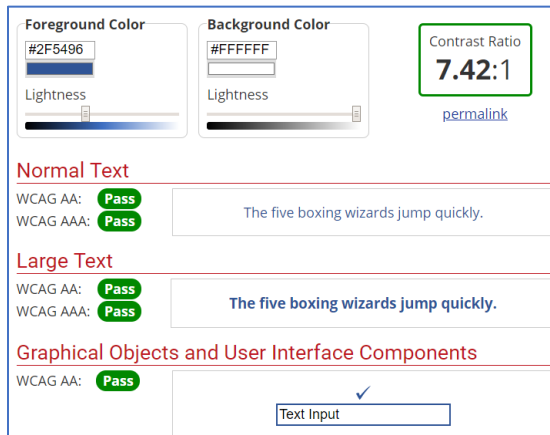 Foreground Color
#2F5496
Lightness
Background Color
#FFFFFF
Lightness
Contrast Ratio
7.42:1
permalink
Normal Text
WCAG AA: Pass
WCAG AAA: Pass
The five boxing wizards jump quickly.
Large Text
WCAG AA: Pass
WCAG AAA: Pass
The five boxing wizards jump quickly.
Graphical Objects and User Interface Components
WCAG AA: Pass
✓
Text Input